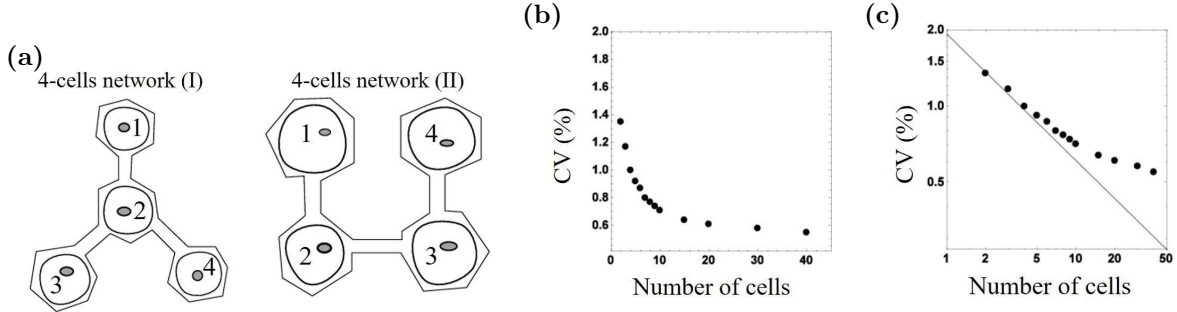 (a)
4-cells network (I)
1
2
3
4
4-cells network (II)
1
4
2
3
(b)
CV (%)
2.0
1.8
1.6
1.4
1.2
1.0
0.8
0.6
0 10 20 30 40
Number of cells
(c)
CV (%)
2.0
1.5
1.0
0.5
1 2 5 10 20 50
Number of cells